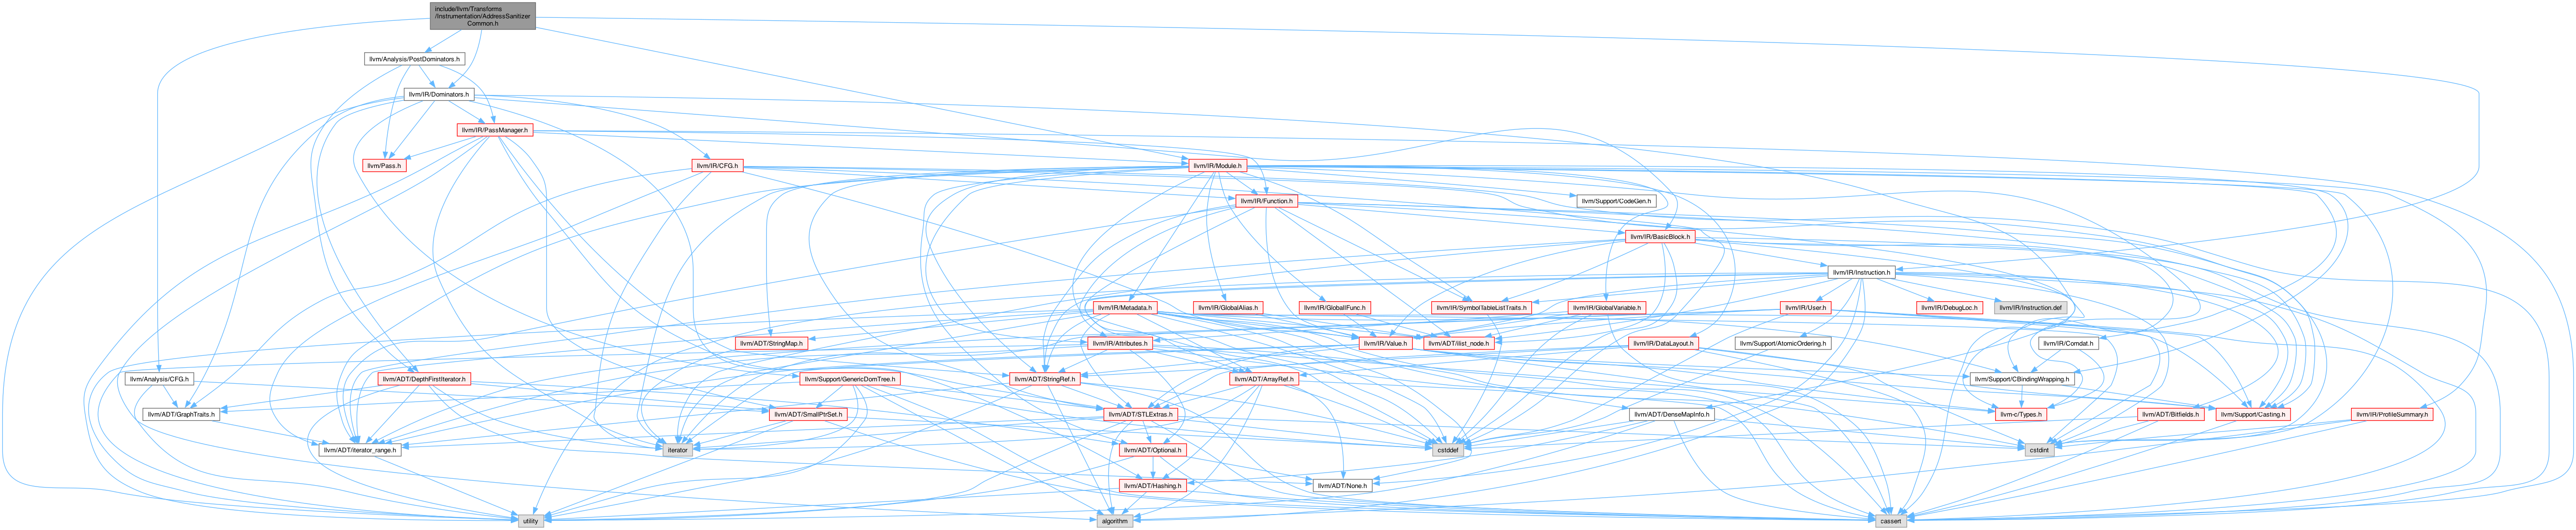 include/llvm/Transforms
/Instrumentation/AddressSanitizer
Common.h
llvm/Analysis/PostDominators.h
llvm/IR/Dominators.h
llvm/IR/PassManager.h
llvm/Pass.h
llvm/IR/CFG.h
llvm/IR/Module.h
llvm/IR/Function.h
llvm/Support/CodeGen.h
llvm/IR/BasicBlock.h
llvm/IR/Instruction.h
llvm/IR/Metadata.h
llvm/IR/GlobalAlias.h
llvm/IR/GlobalIFunc.h
llvm/IR/SymbolTableListTraits.h
llvm/IR/GlobalVariable.h
llvm/IR/User.h
llvm/IR/DebugLoc.h
llvm/IR/Instruction.def
llvm/ADT/StringMap.h
llvm/IR/Attributes.h
llvm/IR/Value.h
llvm/ADT/ilist_node.h
llvm/IR/DataLayout.h
llvm/Support/AtomicOrdering.h
llvm/IR/Comdat.h
llvm/Analysis/CFG.h
llvm/ADT/DepthFirstIterator.h
llvm/Support/GenericDomTree.h
llvm/ADT/StringRef.h
llvm/ADT/ArrayRef.h
llvm/Support/CBindingWrapping.h
llvm/ADT/GraphTraits.h
llvm/ADT/SmallPtrSet.h
llvm/ADT/STLExtras.h
llvm/ADT/DenseMapInfo.h
llvm-c/Types.h
llvm/ADT/Bitfields.h
llvm/Support/Casting.h
llvm/IR/ProfileSummary.h
llvm/ADT/iterator_range.h
iterator
llvm/ADT/Optional.h
cstddef
cstdint
llvm/ADT/Hashing.h
llvm/ADT/None.h
utility
algorithm
cassert